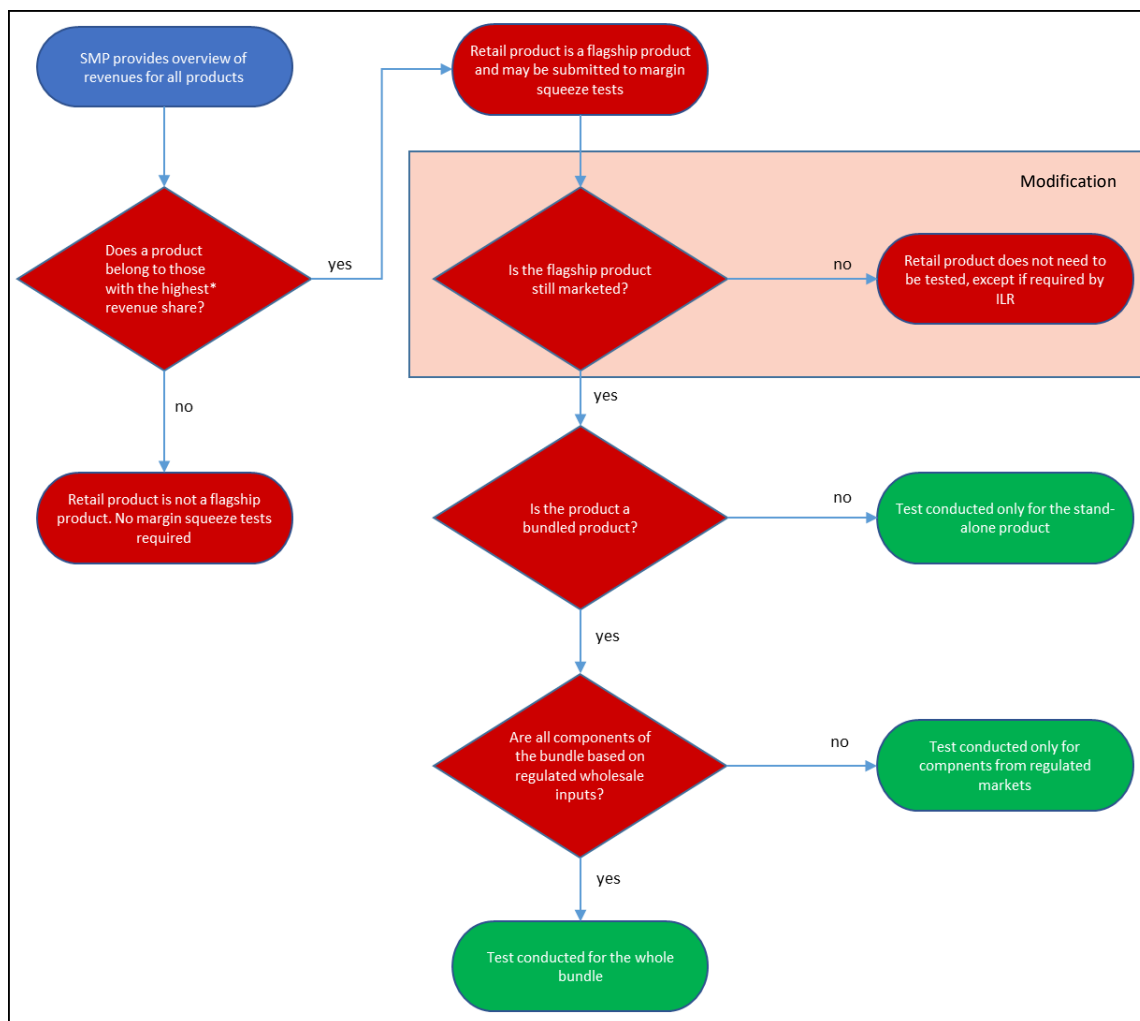 SMP provides overview of
revenues for all products
Retail product is a flagship product
and may be submitted to margin
squeeze tests
Modification
Does a product
belong to those
with the highest*
revenue share?
yes
Is the flagship product
still marketed?
no
Retail product does not need to
be tested, except if required by
ILR
no
yes
Retail product is not a flagship
product. No margin squeeze tests
required
Is the product a
bundled product?
no
Test conducted only for the stand-
alone product
yes
Are all components of
the bundle based on
regulated wholesale
inputs?
no
Test conducted only for
compnents from regulated
markets
yes
Test conducted for the whole
bundle